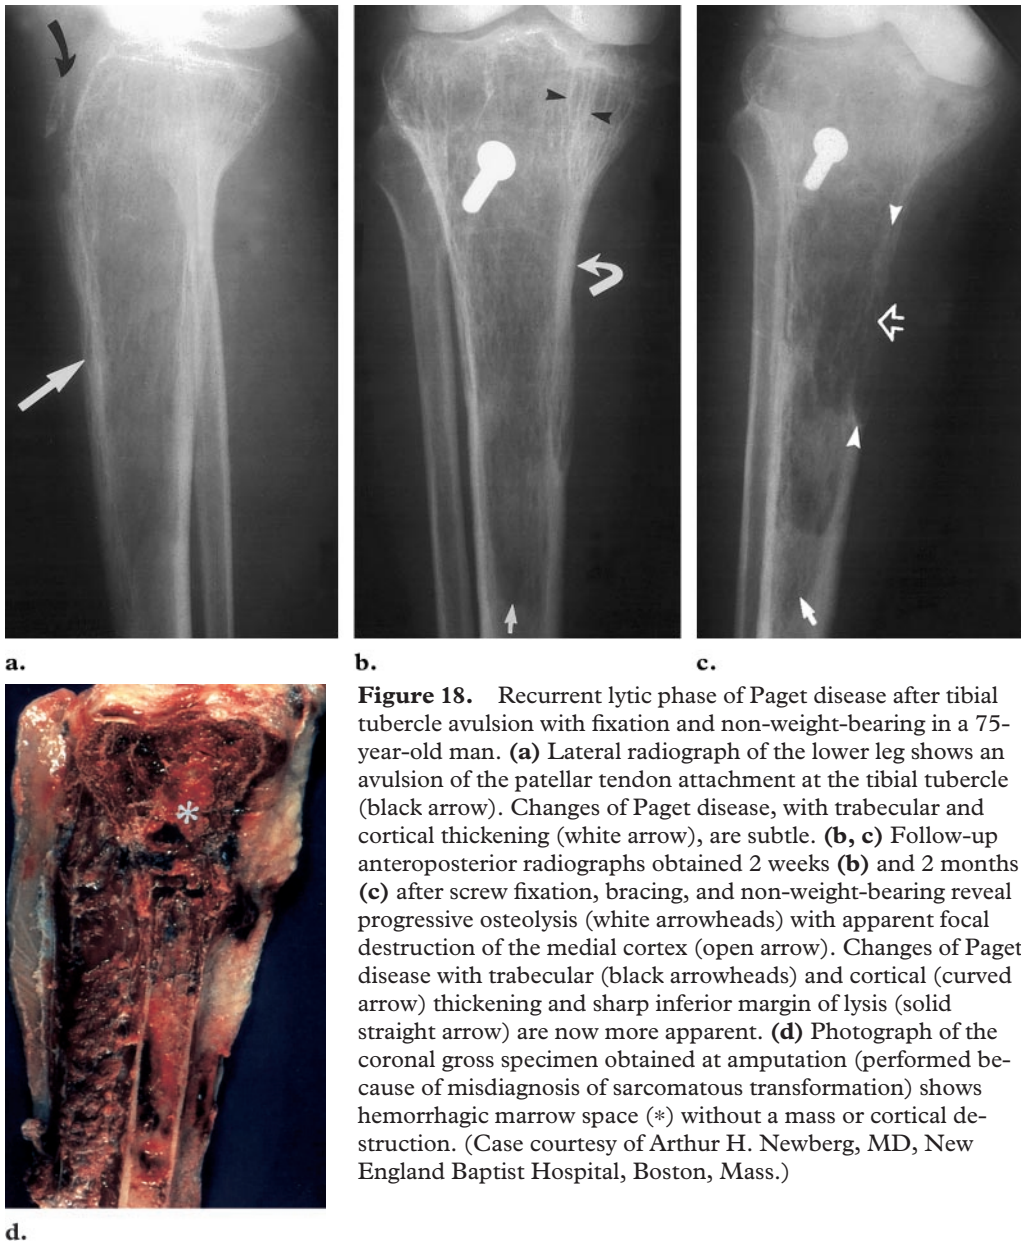 a.
b.
c.
Figure 18. Recurrent lytic phase of Paget disease after tibial
tubercle avulsion with fixation and non-weight-bearing in a 75-
year-old man. (a) Lateral radiograph of the lower leg shows an
avulsion of the patellar tendon attachment at the tibial tubercle
(black arrow). Changes of Paget disease, with trabecular and
cortical thickening (white arrow), are subtle. (b, c) Follow-up
anteroposterior radiographs obtained 2 weeks (b) and 2 months
(c) after screw fixation, bracing, and non-weight-bearing reveal
progressive osteolysis (white arrowheads) with apparent focal
destruction of the medial cortex (open arrow). Changes of Paget
disease with trabecular (black arrowheads) and cortical (curved
arrow) thickening and sharp inferior margin of lysis (solid
straight arrow) are now more apparent. (d) Photograph of the
coronal gross specimen obtained at amputation (performed be-
cause of misdiagnosis of sarcomatous transformation) shows
hemorrhagic marrow space (*) without a mass or cortical de-
struction. (Case courtesy of Arthur H. Newberg, MD, New
England Baptist Hospital, Boston, Mass.)
*
d.